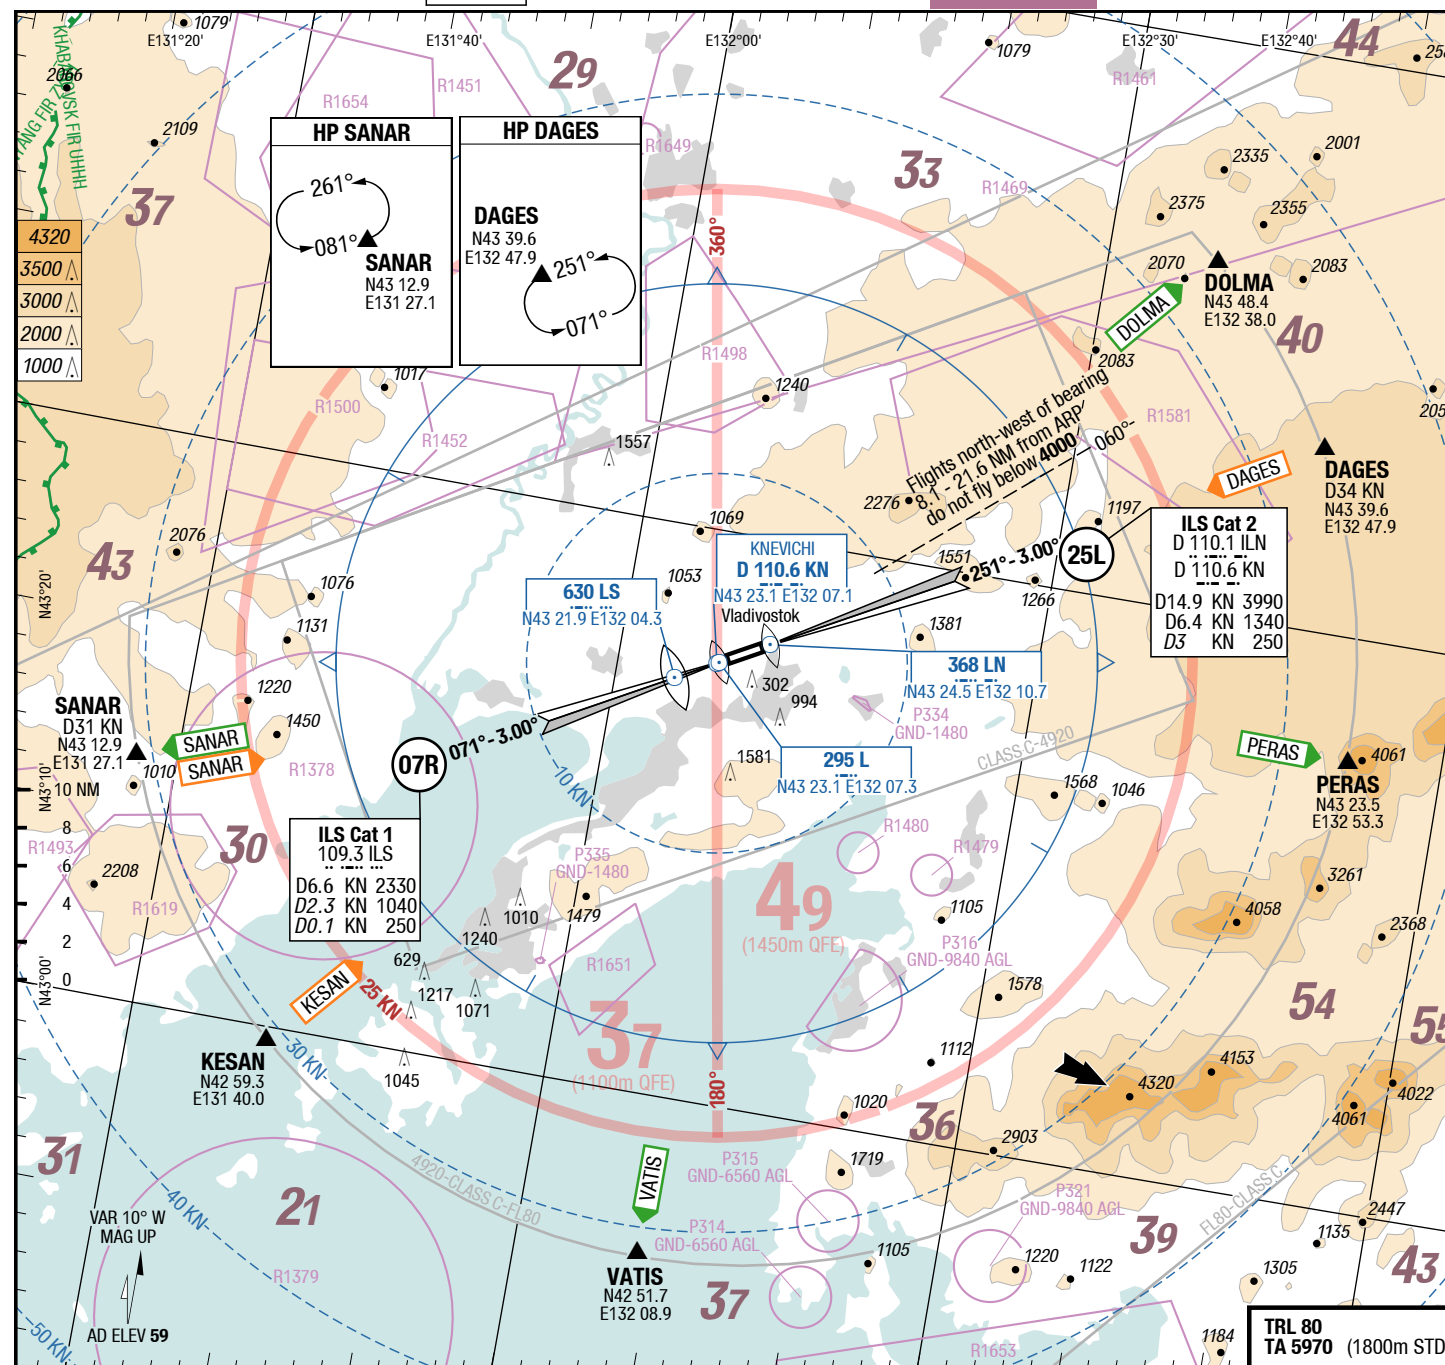 1079
E131°20'
E131°40'
E132°00'
E132°30'
E132°40'
44
1079
29
R1461
2066
KHABAROVSK FIR UHHH
R1654
R1451
2109
33
R1649
R1469
2335
2001
37
2375
2355
HP SANAR
261°
081°
SANAR
N43 12.9
E131 27.1
HP DAGES
DAGES
N43 39.6
E132 47.9
251°
071°
360°
4320
3500
3000
2000
1000
2070
DOLMA
N43 48.4
E132 38.0
2083
DOLMA
40
2083
R1498
1017
1240
R1500
R1452
R1581
1557
Flights north-west of bearing
8.1 - 21.6 NM from ARP
do not fly below 4000
060°
2276
DAGES
DAGES
D34 KN
N43 39.6
E132 47.9
1069
1197
2076
43
ILS Cat 2
D 110.1 ILN
D 110.6 KN
D14.9 KN 3990
D6.4 KN 1340
D3 KN 250
25L
251°- 3.00°
1551
1266
KNEVICHI
D 110.6 KN
N43 23.1 E132 07.1
Vladivostok
630 LS
N43 21.9 E132 04.3
1053
1076
N43°20'
1131
1381
368 LN
N43 24.5 E132 10.7
302
994
P334
GND-1480
1220
SANAR
D31 KN
N43 12.9
E131 27.1
1450
SANAR
SANAR
071°- 3.00°
07R
CLASS C-4920
PERAS
4061
PERAS
N43 23.5
E132 53.3
1010
R1378
1581
295 L
N43 23.1 E132 07.3
10 KN
1568
1046
N43°10'
10 NM
8
6
4
2
0
N43°00'
30
R1493
ILS Cat 1
109.3 ILS
D6.6 KN 2330
D2.3 KN 1040
D0.1 KN 250
P335
GND-1480
R1480
R1479
2208
R1619
1479
1010
1240
49
(1450m QFE)
1105
3261
4058
2368
629
R1651
P316
GND-9840 AGL
KESAN
25 KN
1217
1071
1578
54
55
37
(1100m QFE)
KESAN
N42 59.3
E131 40.0
30 KN
1045
180°
1112
4153
4320
4022
4061
1020
36
31
2903
4920-CLASS C-FL80
VATIS
P315
GND-6560 AGL
1719
P321
GND-9840 AGL
FL80-CLASS C
2447
21
40 KN
VAR 10° W
MAG UP
P314
GND-6560 AGL
39
1135
1105
VATIS
N42 51.7
E132 08.9
37
1220
1122
1305
43
R1379
AD ELEV 59
50 KN
R1653
1184
TRL 80
TA 5970 (1800m STD